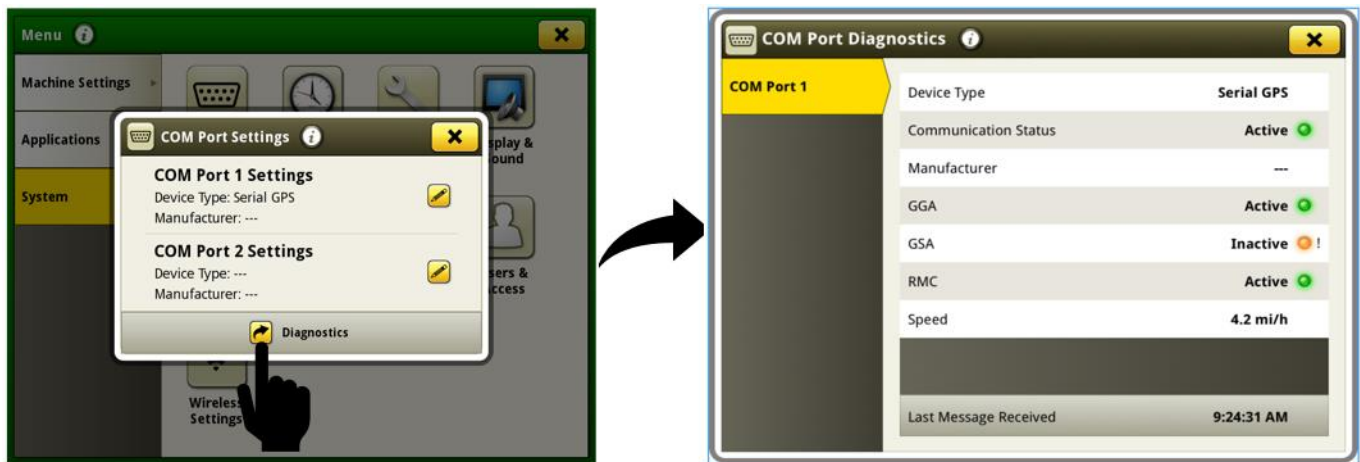 Menu
Machine Settings
Applications
System
splay &
ound
sers &
ccess
Wireles
Settings
COM Port Settings
COM Port 1 Settings
Device Type: Serial GPS
Manufacturer: ---
COM Port 2 Settings
Device Type: ---
Manufacturer: ---
Diagnostics
COM Port Diagnostics
COM Port 1
Device Type Serial GPS
Communication Status Active
Manufacturer ---
GGA Active
GSA Inactive !
RMC Active
Speed 4.2 mi/h
Last Message Received 9:24:31 AM